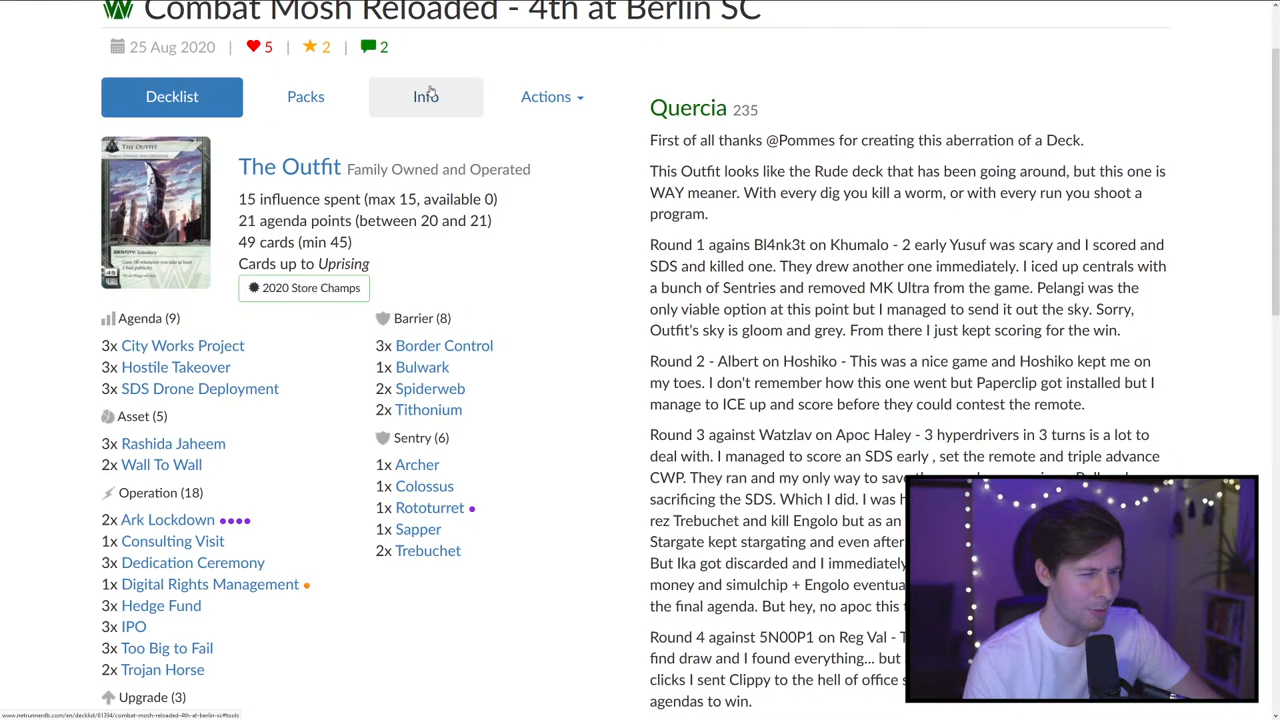 Combat Mosh Reloaded - 4th at Berlin SC
25 Aug 2020 | 5 | 2 | 2
Decklist Packs Info Actions
THE OUTFIT
The Outfit Family Owned and Operated
15 influence spent (max 15, available 0)
21 agenda points (between 20 and 21)
49 cards (min 45)
Cards up to Uprising
2020 Store Champs
Agenda (9)
3x City Works Project
3x Hostile Takeover
3x SDS Drone Deployment
Asset (5)
3x Rashida Jaheem
2x Wall To Wall
Operation (18)
2x Ark Lockdown ●●●●
1x Consulting Visit
3x Dedication Ceremony
1x Digital Rights Management ●
3x Hedge Fund
3x IPO
3x Too Big to Fail
2x Trojan Horse
Upgrade (3)
Barrier (8)
3x Border Control
1x Bulwark
2x Spiderweb
2x Tithonium
Sentry (6)
1x Archer
1x Colossus
1x Rototurret ●
1x Sapper
2x Trebuchet
Quercia 235
First of all thanks @Pommes for creating this aberration of a Deck.
This Outfit looks like the Rude deck that has been going around, but this one is
WAY meaner. With every dig you kill a worm, or with every run you shoot a
program.
Round 1 agains Bl4nk3t on Khumalo - 2 early Yusuf was scary and I scored and
SDS and killed one. They drew another one immediately. I iced up centrals with
a bunch of Sentries and removed MK Ultra from the game. Pelangi was the
only viable option at this point but I managed to send it out the sky. Sorry,
Outfit's sky is gloom and grey. From there I just kept scoring for the win.
Round 2 - Albert on Hoshiko - This was a nice game and Hoshiko kept me on
my toes. I don't remember how this one went but Paperclip got installed but I
manage to ICE up and score before they could contest the remote.
Round 3 against Watzlav on Apoc Haley - 3 hyperdrivers in 3 turns is a lot to
deal with. I managed to score an SDS early , set the remote and triple advance
CWP. They ran and my only way to save
sacrificing the SDS. Which I did. I was
rez Trebuchet and kill Engolo but as an
Stargate kept stargating and even after
But Ika got discarded and I immediately
money and simulchip + Engolo eventua
the final agenda. But hey, no apoc this
Round 4 against 5N00P1 on Reg Val -
find draw and I found everything... but
clicks I sent Clippy to the hell of office
agendas to win.
www.netrunnerdb.com/en/decklist/61394/combat-mosh-reloaded-4th-at-berlin-sc#tools